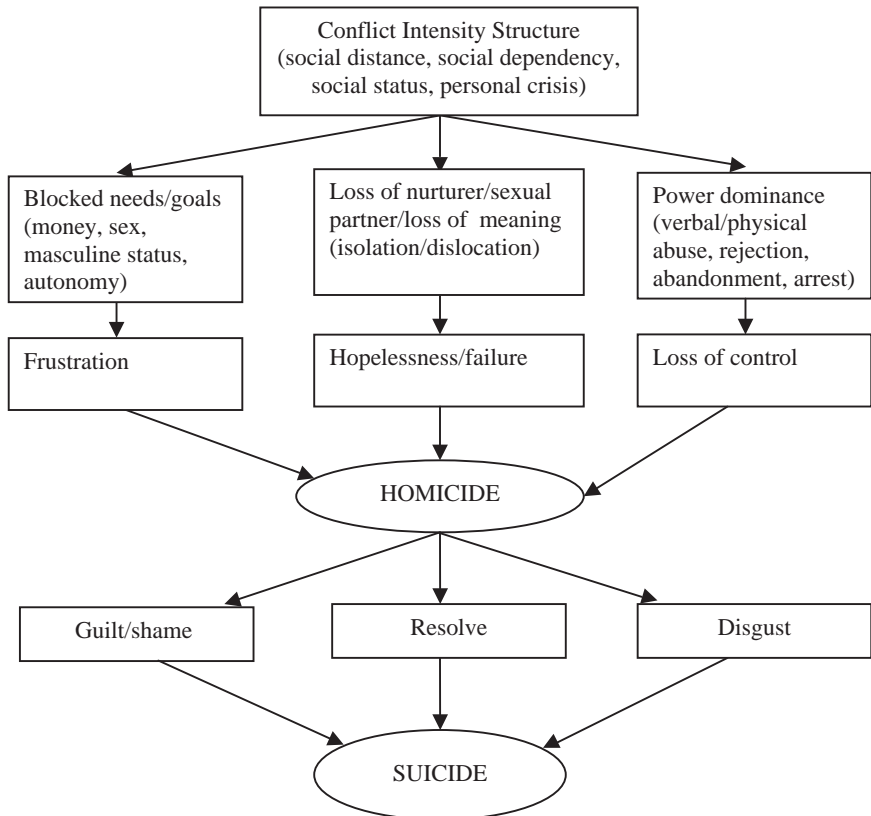 Conflict Intensity Structure
(social distance, social dependency,
social status, personal crisis)
Blocked needs/goals
(money, sex,
masculine status,
autonomy)
Loss of nurturer/sexual
partner/loss of meaning
(isolation/dislocation)
Power dominance
(verbal/physical
abuse, rejection,
abandonment, arrest)
Frustration
Hopelessness/failure
Loss of control
HOMICIDE
Guilt/shame
Resolve
Disgust
SUICIDE